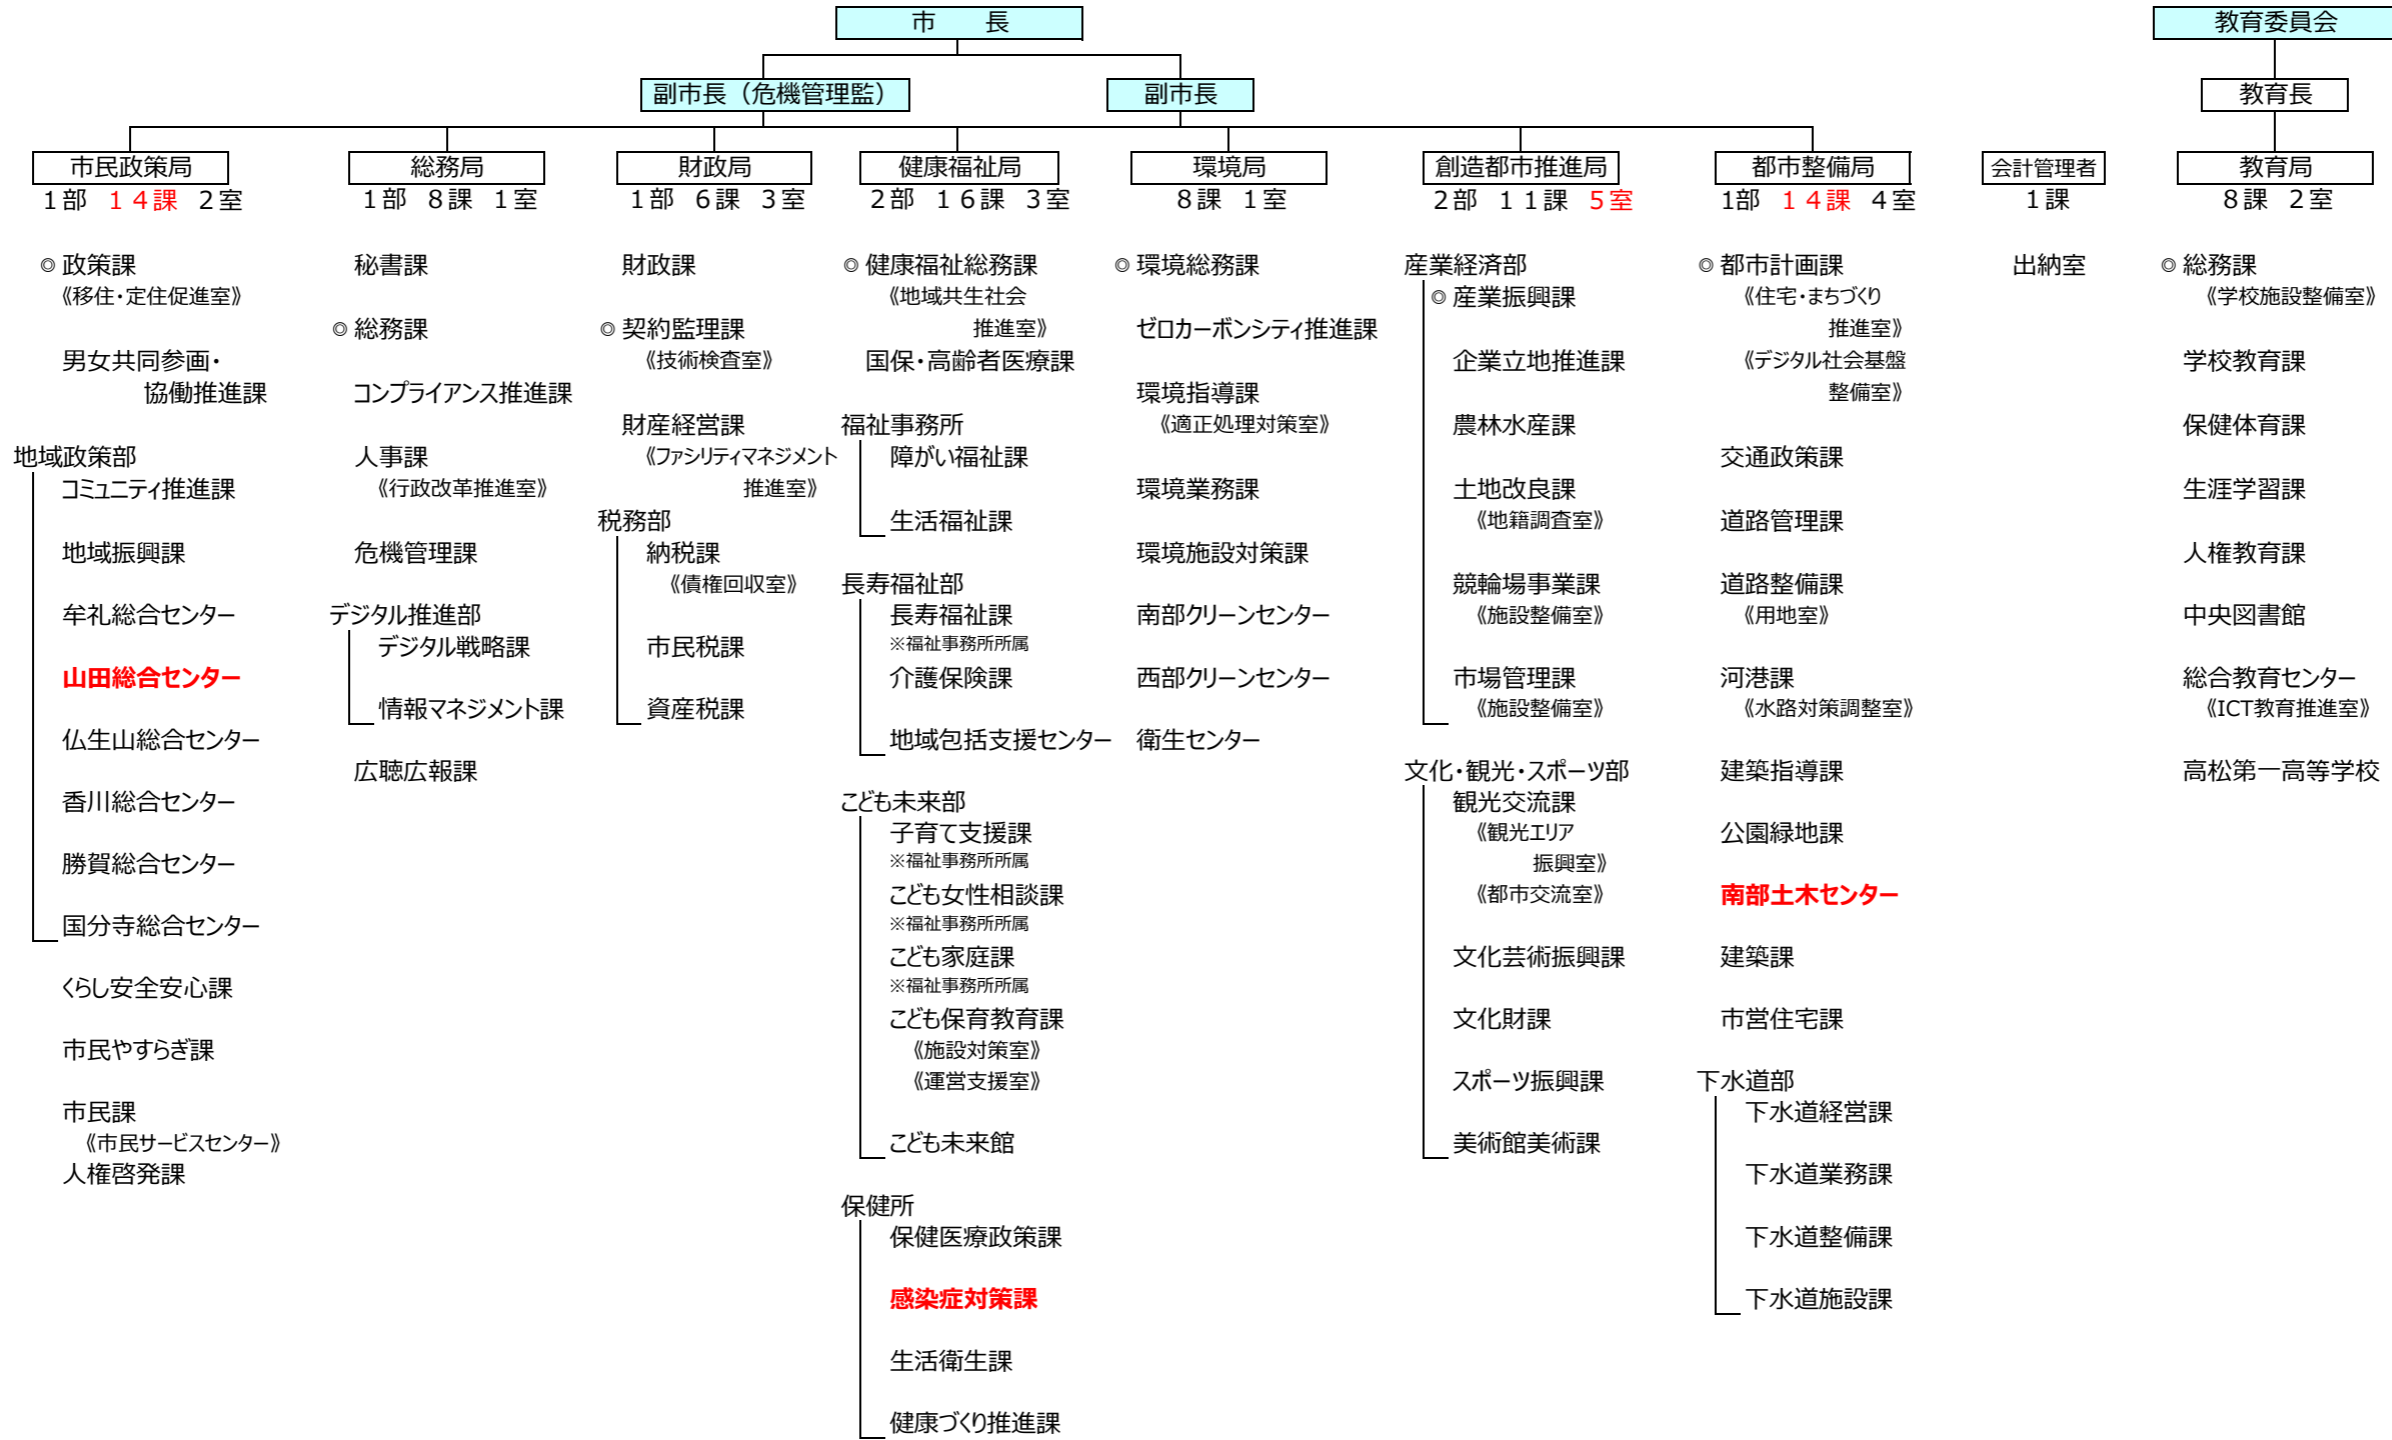 市　　長
教育委員会
副市長（危機管理監）
副市長
教育長
市民政策局
１部 １４課 ２室
◎ 政策課
《移住・定住促進室》
男女共同参画・
協働推進課
地域政策部
コミュニティ推進課
地域振興課
牟礼総合センター
山田総合センター
仏生山総合センター
香川総合センター
勝賀総合センター
国分寺総合センター
くらし安全安心課
市民やすらぎ課
市民課
《市民サービスセンター》
人権啓発課
総務局
１部 ８課 １室
秘書課
◎ 総務課
コンプライアンス推進課
人事課
《行政改革推進室》
危機管理課
デジタル推進部
デジタル戦略課
情報マネジメント課
広聴広報課
財政局
１部 ６課 ３室
財政課
◎ 契約監理課
《技術検査室》
財産経営課
《ファシリティマネジメント
推進室》
税務部
納税課
《債権回収室》
市民税課
資産税課
健康福祉局
２部 １６課 ３室
◎ 健康福祉総務課
《地域共生社会
推進室》
国保・高齢者医療課
福祉事務所
障がい福祉課
生活福祉課
長寿福祉部
長寿福祉課
※福祉事務所所属
介護保険課
地域包括支援センター
こども未来部
子育て支援課
※福祉事務所所属
こども女性相談課
※福祉事務所所属
こども家庭課
※福祉事務所所属
こども保育教育課
《施設対策室》
《運営支援室》
こども未来館
保健所
保健医療政策課
感染症対策課
生活衛生課
健康づくり推進課
環境局
８課 １室
◎ 環境総務課
ゼロカーボンシティ推進課
環境指導課
《適正処理対策室》
環境業務課
環境施設対策課
南部クリーンセンター
西部クリーンセンター
衛生センター
創造都市推進局
２部 １１課 ５室
産業経済部
◎ 産業振興課
企業立地推進課
農林水産課
土地改良課
《地籍調査室》
競輪場事業課
《施設整備室》
市場管理課
《施設整備室》
文化・観光・スポーツ部
観光交流課
《観光エリア
振興室》
《都市交流室》
文化芸術振興課
文化財課
スポーツ振興課
美術館美術課
都市整備局
1部 １４課 ４室
◎ 都市計画課
《住宅・まちづくり
推進室》
《デジタル社会基盤
整備室》
交通政策課
道路管理課
道路整備課
《用地室》
河港課
《水路対策調整室》
建築指導課
公園緑地課
南部土木センター
建築課
市営住宅課
下水道部
下水道経営課
下水道業務課
下水道整備課
下水道施設課
会計管理者
１課
出納室
教育局
８課 ２室
◎ 総務課
《学校施設整備室》
学校教育課
保健体育課
生涯学習課
人権教育課
中央図書館
総合教育センター
《ICT教育推進室》
高松第一高等学校